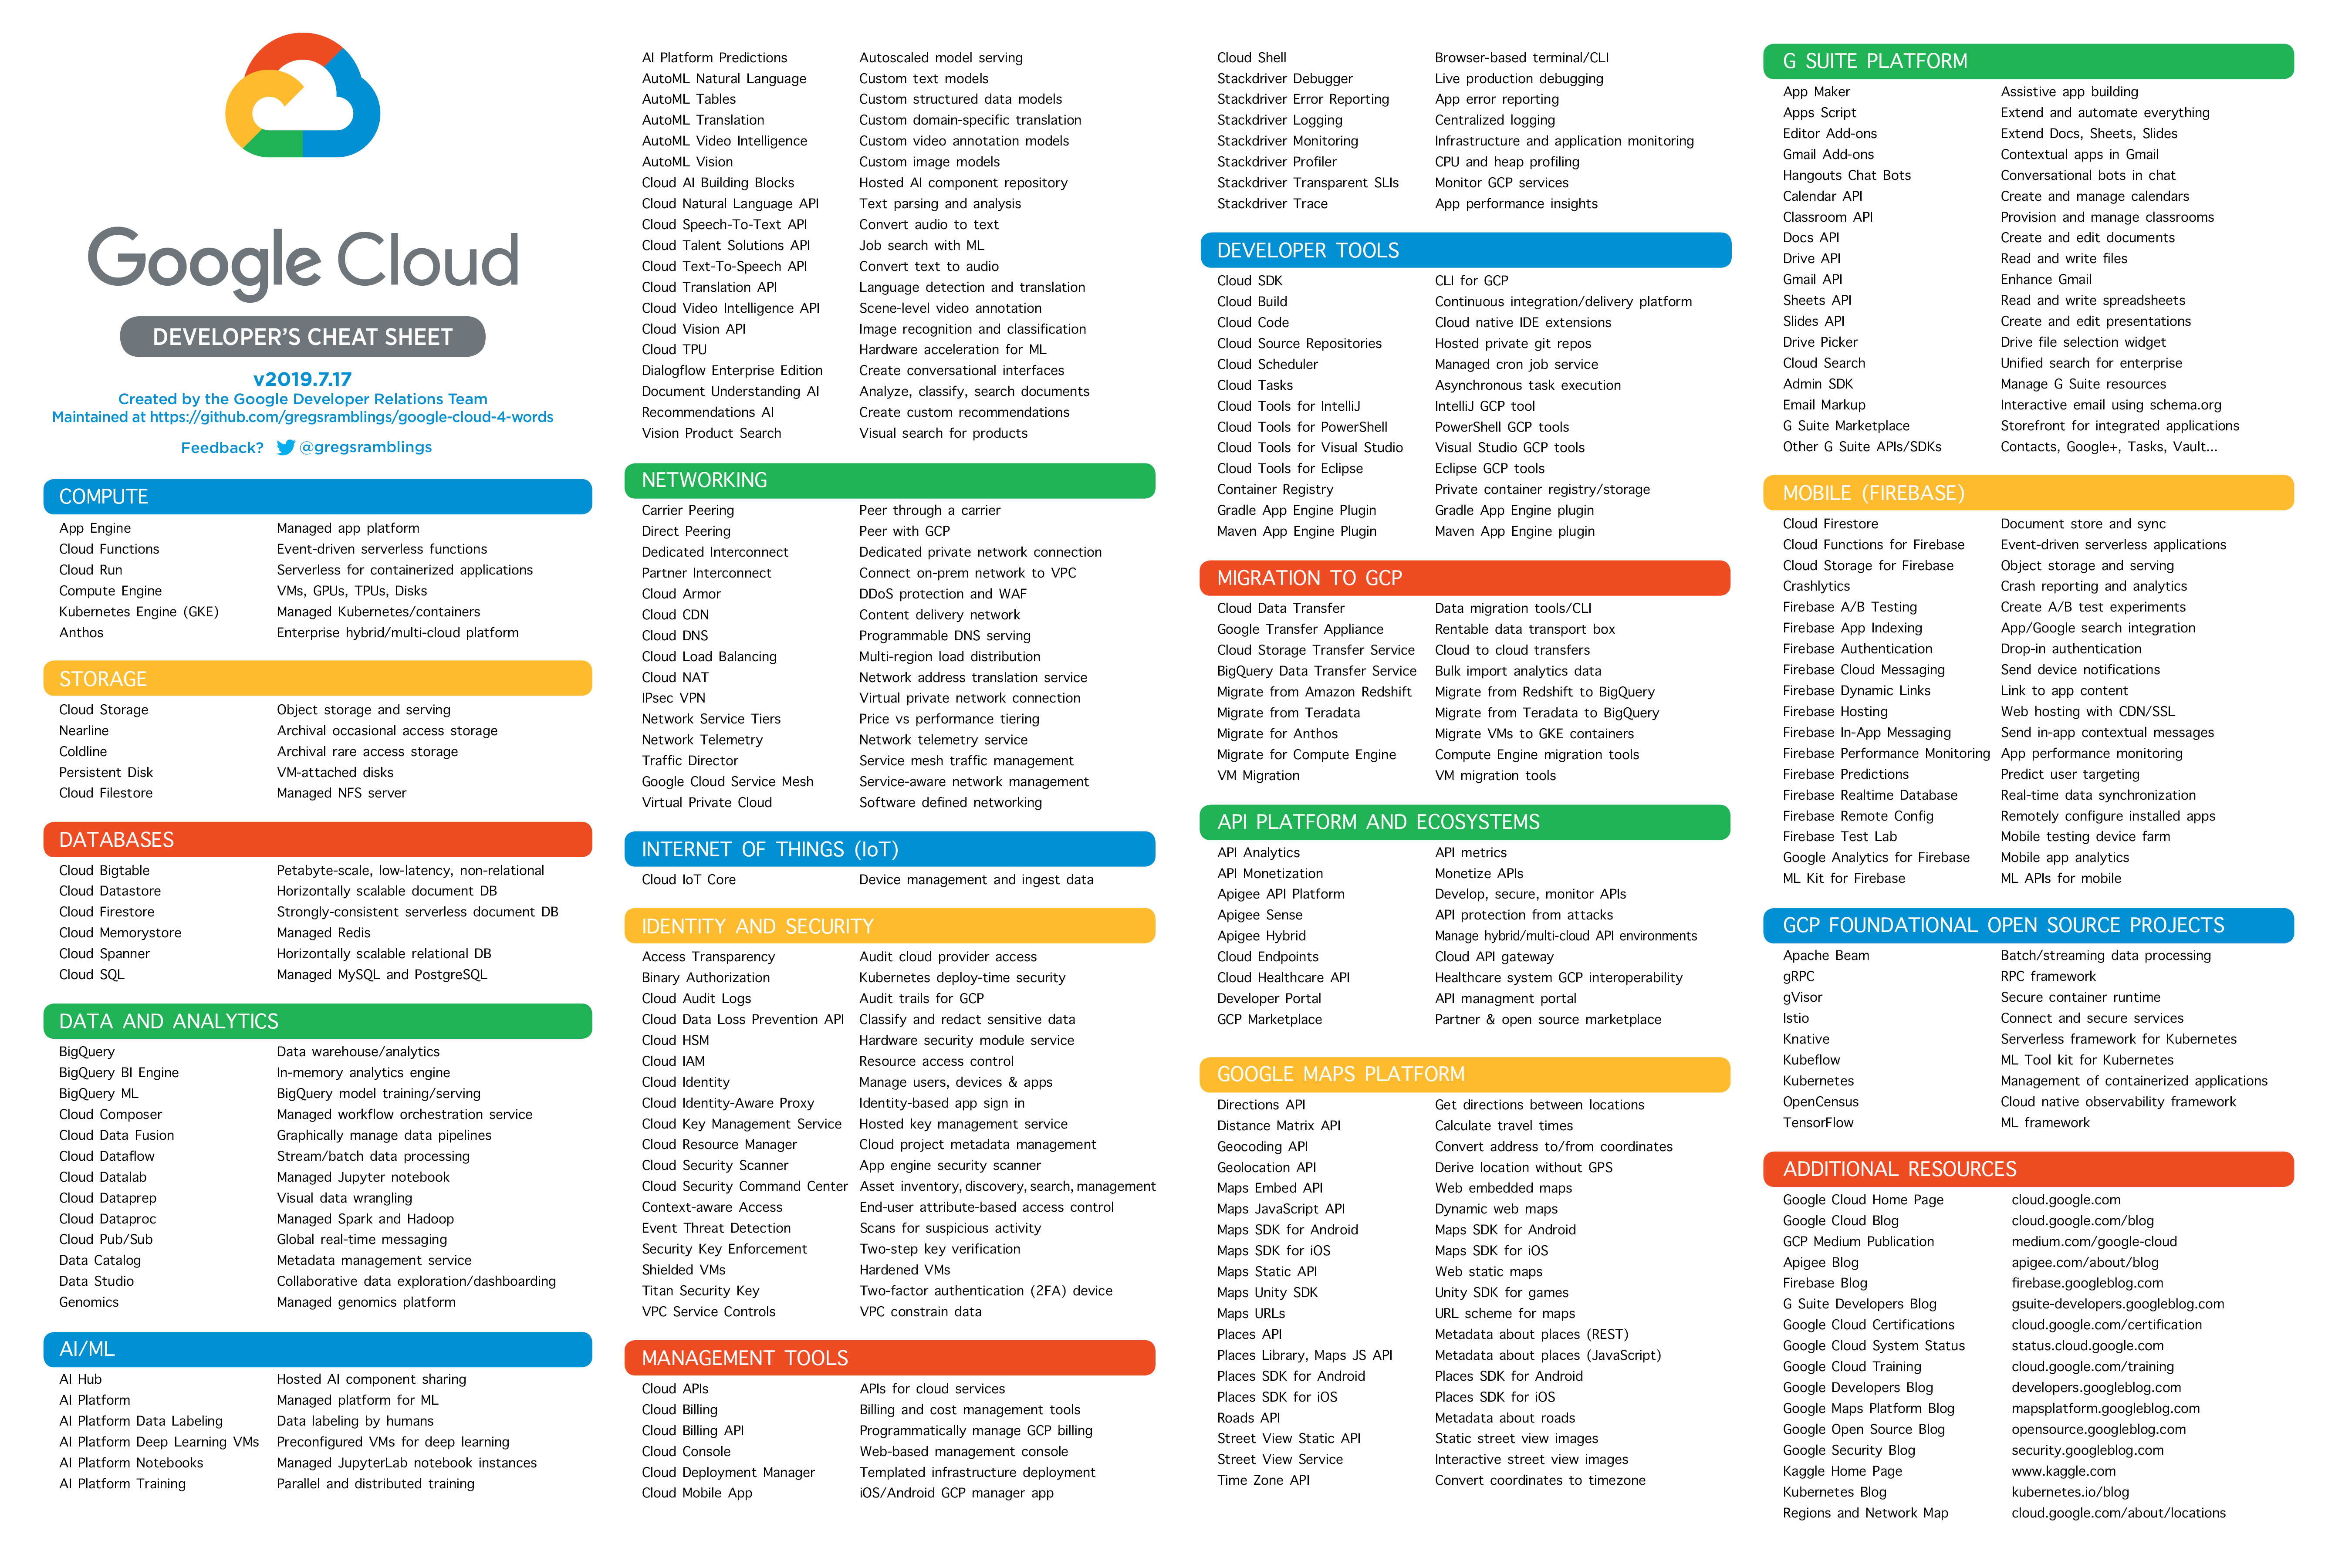 Google Cloud
DEVELOPER'S CHEAT SHEET
v2019.7.17
Created by the Google Developer Relations Team
Maintained at https://github.com/gregsramblings/google-cloud-4-words
Feedback? @gregsramblings
COMPUTE
App Engine Managed app platform
Cloud Functions Event-driven serverless functions
Cloud Run Serverless for containerized applications
Compute Engine VMs, GPUs, TPUs, Disks
Kubernetes Engine (GKE) Managed Kubernetes/containers
Anthos Enterprise hybrid/multi-cloud platform
STORAGE
Cloud Storage Object storage and serving
Nearline Archival occasional access storage
Coldline Archival rare access storage
Persistent Disk VM-attached disks
Cloud Filestore Managed NFS server
DATABASES
Cloud Bigtable Petabyte-scale, low-latency, non-relational
Cloud Datastore Horizontally scalable document DB
Cloud Firestore Strongly-consistent serverless document DB
Cloud Memorystore Managed Redis
Cloud Spanner Horizontally scalable relational DB
Cloud SQL Managed MySQL and PostgreSQL
DATA AND ANALYTICS
BigQuery Data warehouse/analytics
BigQuery BI Engine In-memory analytics engine
BigQuery ML BigQuery model training/serving
Cloud Composer Managed workflow orchestration service
Cloud Data Fusion Graphically manage data pipelines
Cloud Dataflow Stream/batch data processing
Cloud Datalab Managed Jupyter notebook
Cloud Dataprep Visual data wrangling
Cloud Dataproc Managed Spark and Hadoop
Cloud Pub/Sub Global real-time messaging
Data Catalog Metadata management service
Data Studio Collaborative data exploration/dashboarding
Genomics Managed genomics platform
AI/ML
AI Hub Hosted AI component sharing
AI Platform Managed platform for ML
AI Platform Data Labeling Data labeling by humans
AI Platform Deep Learning VMs Preconfigured VMs for deep learning
AI Platform Notebooks Managed JupyterLab notebook instances
AI Platform Training Parallel and distributed training
AI Platform Predictions Autoscaled model serving
AutoML Natural Language Custom text models
AutoML Tables Custom structured data models
AutoML Translation Custom domain-specific translation
AutoML Video Intelligence Custom video annotation models
AutoML Vision Custom image models
Cloud AI Building Blocks Hosted AI component repository
Cloud Natural Language API Text parsing and analysis
Cloud Speech-To-Text API Convert audio to text
Cloud Talent Solutions API Job search with ML
Cloud Text-To-Speech API Convert text to audio
Cloud Translation API Language detection and translation
Cloud Video Intelligence API Scene-level video annotation
Cloud Vision API Image recognition and classification
Cloud TPU Hardware acceleration for ML
Dialogflow Enterprise Edition Create conversational interfaces
Document Understanding AI Analyze, classify, search documents
Recommendations AI Create custom recommendations
Vision Product Search Visual search for products
NETWORKING
Carrier Peering Peer through a carrier
Direct Peering Peer with GCP
Dedicated Interconnect Dedicated private network connection
Partner Interconnect Connect on-prem network to VPC
Cloud Armor DDoS protection and WAF
Cloud CDN Content delivery network
Cloud DNS Programmable DNS serving
Cloud Load Balancing Multi-region load distribution
Cloud NAT Network address translation service
IPsec VPN Virtual private network connection
Network Service Tiers Price vs performance tiering
Network Telemetry Network telemetry service
Traffic Director Service mesh traffic management
Google Cloud Service Mesh Service-aware network management
Virtual Private Cloud Software defined networking
INTERNET OF THINGS (IoT)
Cloud IoT Core Device management and ingest data
IDENTITY AND SECURITY
Access Transparency Audit cloud provider access
Binary Authorization Kubernetes deploy-time security
Cloud Audit Logs Audit trails for GCP
Cloud Data Loss Prevention API Classify and redact sensitive data
Cloud HSM Hardware security module service
Cloud IAM Resource access control
Cloud Identity Manage users, devices & apps
Cloud Identity-Aware Proxy Identity-based app sign in
Cloud Key Management Service Hosted key management service
Cloud Resource Manager Cloud project metadata management
Cloud Security Scanner App engine security scanner
Cloud Security Command Center Asset inventory, discovery, search, management
Context-aware Access End-user attribute-based access control
Event Threat Detection Scans for suspicious activity
Security Key Enforcement Two-step key verification
Shielded VMs Hardened VMs
Titan Security Key Two-factor authentication (2FA) device
VPC Service Controls VPC constrain data
MANAGEMENT TOOLS
Cloud APIs APIs for cloud services
Cloud Billing Billing and cost management tools
Cloud Billing API Programmatically manage GCP billing
Cloud Console Web-based management console
Cloud Deployment Manager Templated infrastructure deployment
Cloud Mobile App iOS/Android GCP manager app
Cloud Shell Browser-based terminal/CLI
Stackdriver Debugger Live production debugging
Stackdriver Error Reporting App error reporting
Stackdriver Logging Centralized logging
Stackdriver Monitoring Infrastructure and application monitoring
Stackdriver Profiler CPU and heap profiling
Stackdriver Transparent SLIs Monitor GCP services
Stackdriver Trace App performance insights
DEVELOPER TOOLS
Cloud SDK CLI for GCP
Cloud Build Continuous integration/delivery platform
Cloud Code Cloud native IDE extensions
Cloud Source Repositories Hosted private git repos
Cloud Scheduler Managed cron job service
Cloud Tasks Asynchronous task execution
Cloud Tools for IntelliJ IntelliJ GCP tool
Cloud Tools for PowerShell PowerShell GCP tools
Cloud Tools for Visual Studio Visual Studio GCP tools
Cloud Tools for Eclipse Eclipse GCP tools
Container Registry Private container registry/storage
Gradle App Engine Plugin Gradle App Engine plugin
Maven App Engine Plugin Maven App Engine plugin
MIGRATION TO GCP
Cloud Data Transfer Data migration tools/CLI
Google Transfer Appliance Rentable data transport box
Cloud Storage Transfer Service Cloud to cloud transfers
BigQuery Data Transfer Service Bulk import analytics data
Migrate from Amazon Redshift Migrate from Redshift to BigQuery
Migrate from Teradata Migrate from Teradata to BigQuery
Migrate for Anthos Migrate VMs to GKE containers
Migrate for Compute Engine Compute Engine migration tools
VM Migration VM migration tools
API PLATFORM AND ECOSYSTEMS
API Analytics API metrics
API Monetization Monetize APIs
Apigee API Platform Develop, secure, monitor APIs
Apigee Sense API protection from attacks
Apigee Hybrid Manage hybrid/multi-cloud API environments
Cloud Endpoints Cloud API gateway
Cloud Healthcare API Healthcare system GCP interoperability
Developer Portal API managment portal
GCP Marketplace Partner & open source marketplace
GOOGLE MAPS PLATFORM
Directions API Get directions between locations
Distance Matrix API Calculate travel times
Geocoding API Convert address to/from coordinates
Geolocation API Derive location without GPS
Maps Embed API Web embedded maps
Maps JavaScript API Dynamic web maps
Maps SDK for Android Maps SDK for Android
Maps SDK for iOS Maps SDK for iOS
Maps Static API Web static maps
Maps Unity SDK Unity SDK for games
Maps URLs URL scheme for maps
Places API Metadata about places (REST)
Places Library, Maps JS API Metadata about places (JavaScript)
Places SDK for Android Places SDK for Android
Places SDK for iOS Places SDK for iOS
Roads API Metadata about roads
Street View Static API Static street view images
Street View Service Interactive street view images
Time Zone API Convert coordinates to timezone
G SUITE PLATFORM
App Maker Assistive app building
Apps Script Extend and automate everything
Editor Add-ons Extend Docs, Sheets, Slides
Gmail Add-ons Contextual apps in Gmail
Hangouts Chat Bots Conversational bots in chat
Calendar API Create and manage calendars
Classroom API Provision and manage classrooms
Docs API Create and edit documents
Drive API Read and write files
Gmail API Enhance Gmail
Sheets API Read and write spreadsheets
Slides API Create and edit presentations
Drive Picker Drive file selection widget
Cloud Search Unified search for enterprise
Admin SDK Manage G Suite resources
Email Markup Interactive email using schema.org
G Suite Marketplace Storefront for integrated applications
Other G Suite APIs/SDKs Contacts, Google+, Tasks, Vault...
MOBILE (FIREBASE)
Cloud Firestore Document store and sync
Cloud Functions for Firebase Event-driven serverless applications
Cloud Storage for Firebase Object storage and serving
Crashlytics Crash reporting and analytics
Firebase A/B Testing Create A/B test experiments
Firebase App Indexing App/Google search integration
Firebase Authentication Drop-in authentication
Firebase Cloud Messaging Send device notifications
Firebase Dynamic Links Link to app content
Firebase Hosting Web hosting with CDN/SSL
Firebase In-App Messaging Send in-app contextual messages
Firebase Performance Monitoring App performance monitoring
Firebase Predictions Predict user targeting
Firebase Realtime Database Real-time data synchronization
Firebase Remote Config Remotely configure installed apps
Firebase Test Lab Mobile testing device farm
Google Analytics for Firebase Mobile app analytics
ML Kit for Firebase ML APIs for mobile
GCP FOUNDATIONAL OPEN SOURCE PROJECTS
Apache Beam Batch/streaming data processing
gRPC RPC framework
gVisor Secure container runtime
Istio Connect and secure services
Knative Serverless framework for Kubernetes
Kubeflow ML Tool kit for Kubernetes
Kubernetes Management of containerized applications
OpenCensus Cloud native observability framework
TensorFlow ML framework
ADDITIONAL RESOURCES
Google Cloud Home Page cloud.google.com
Google Cloud Blog cloud.google.com/blog
GCP Medium Publication medium.com/google-cloud
Apigee Blog apigee.com/about/blog
Firebase Blog firebase.googleblog.com
G Suite Developers Blog gsuite-developers.googleblog.com
Google Cloud Certifications cloud.google.com/certification
Google Cloud System Status status.cloud.google.com
Google Cloud Training cloud.google.com/training
Google Developers Blog developers.googleblog.com
Google Maps Platform Blog mapsplatform.googleblog.com
Google Open Source Blog opensource.googleblog.com
Google Security Blog security.googleblog.com
Kaggle Home Page www.kaggle.com
Kubernetes Blog kubernetes.io/blog
Regions and Network Map cloud.google.com/about/locations